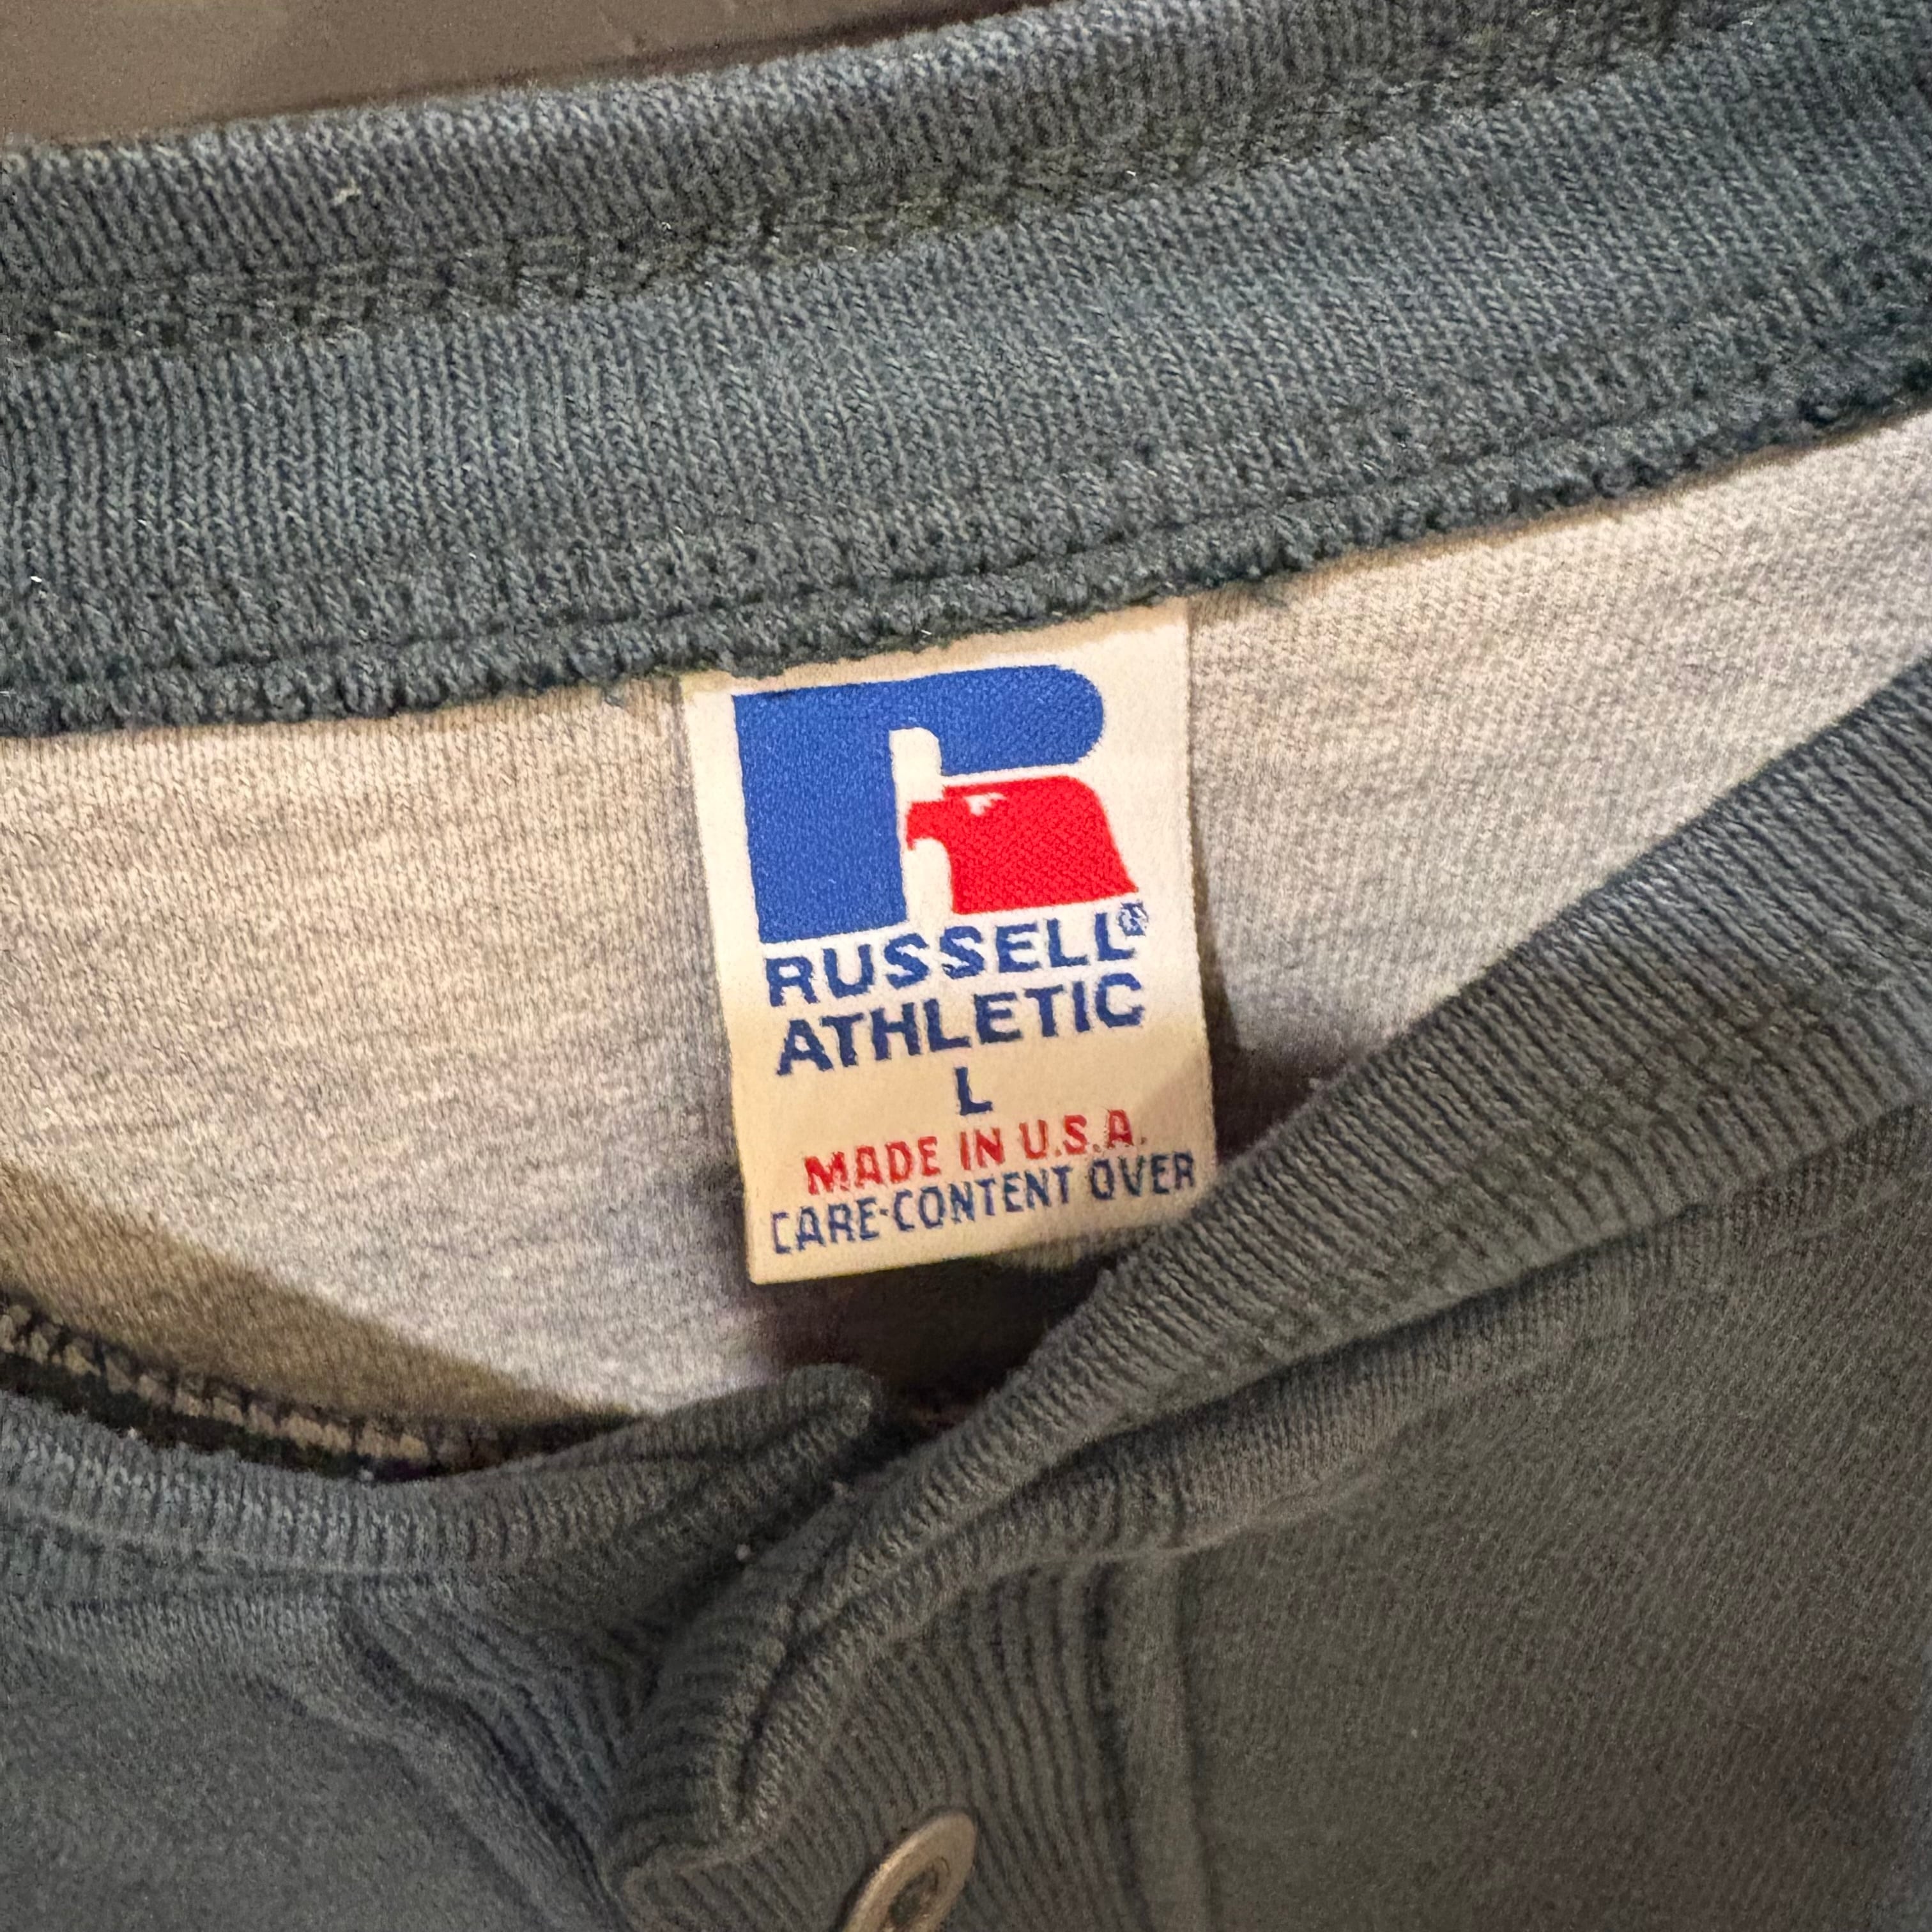 RUSSELL®
ATHLETIC
L
MADE IN U.S.A.
CARE-CONTENT OVER